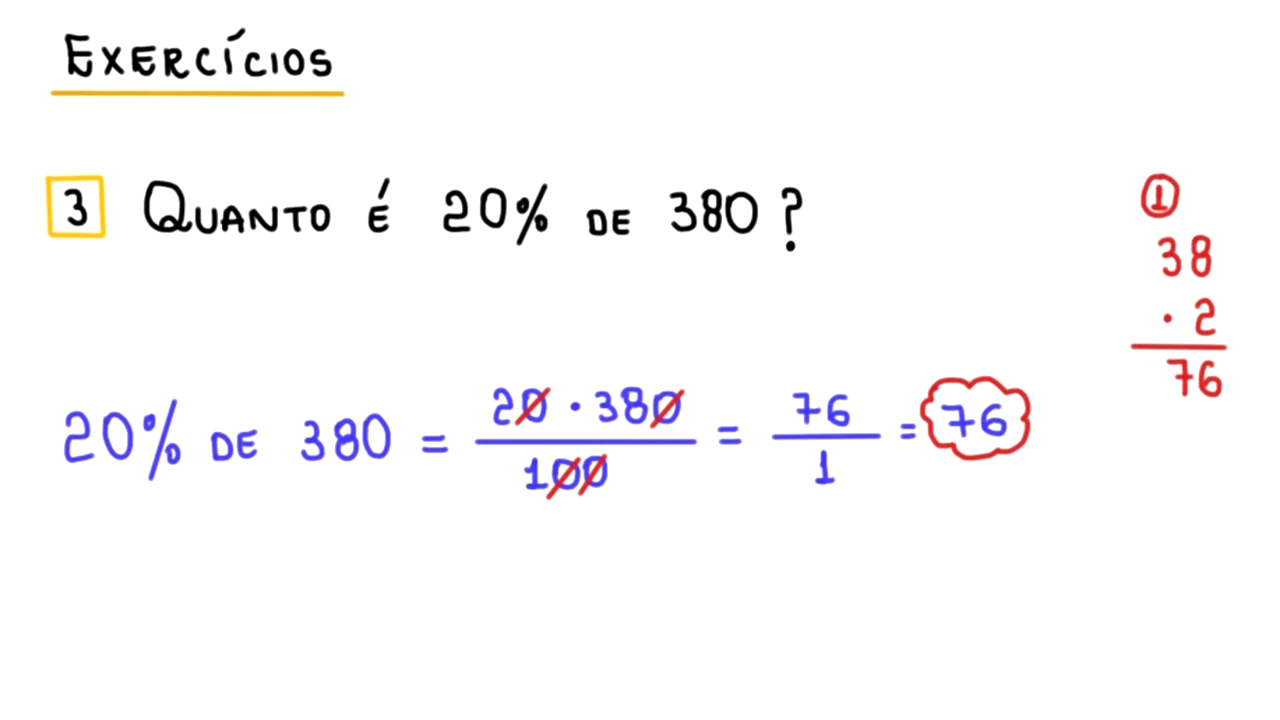 EXERCÍCIOS
3 QUANTO É 20% DE 380?
1
38
· 2
76
20% DE 380 = 20 · 380 / 100 = 76 / 1 = 76